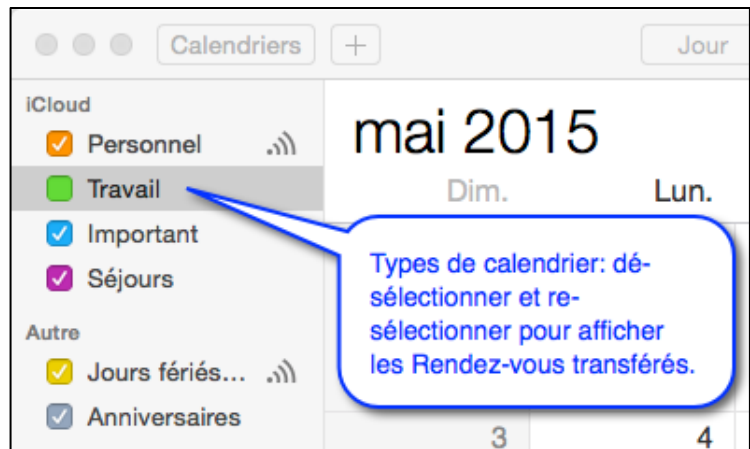 Calendriers + Jour
iCloud
Personnel
Travail
Important
Séjours
Autre
Jours fériés...
Anniversaires
mai 2015
Dim. Lun.
Types de calendrier: dé-
sélectionner et re-
sélectionner pour afficher
les Rendez-vous transférés.
3 4